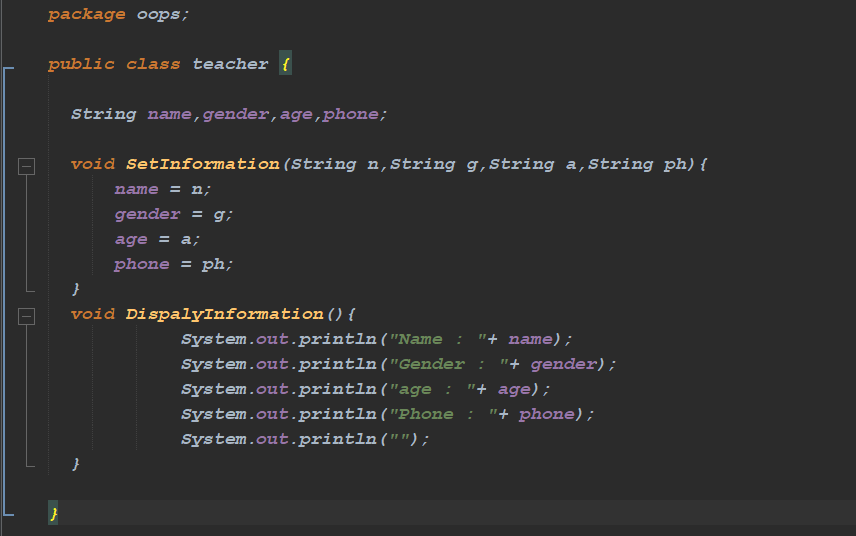 package oops;
public class teacher {
String name,gender,age,phone;
void SetInformation(String n,String g,String a,String ph){
name = n;
gender = g;
age = a;
phone = ph;
}
void DispalyInformation(){
System.out.println("Name : "+ name);
System.out.println("Gender : "+ gender);
System.out.println("age : "+ age);
System.out.println("Phone : "+ phone);
System.out.println("");
}
}